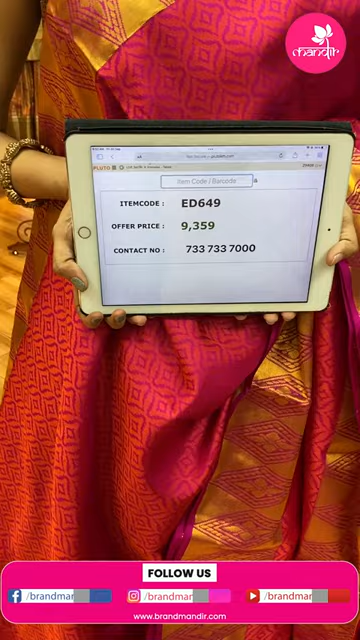 mandir
Item Code / Barcode
ITEMCODE : ED649
OFFER PRICE : 9,359
CONTACT NO : 733 733 7000
FOLLOW US
/brandman /brandmar /brandmar
www.brandmandir.com